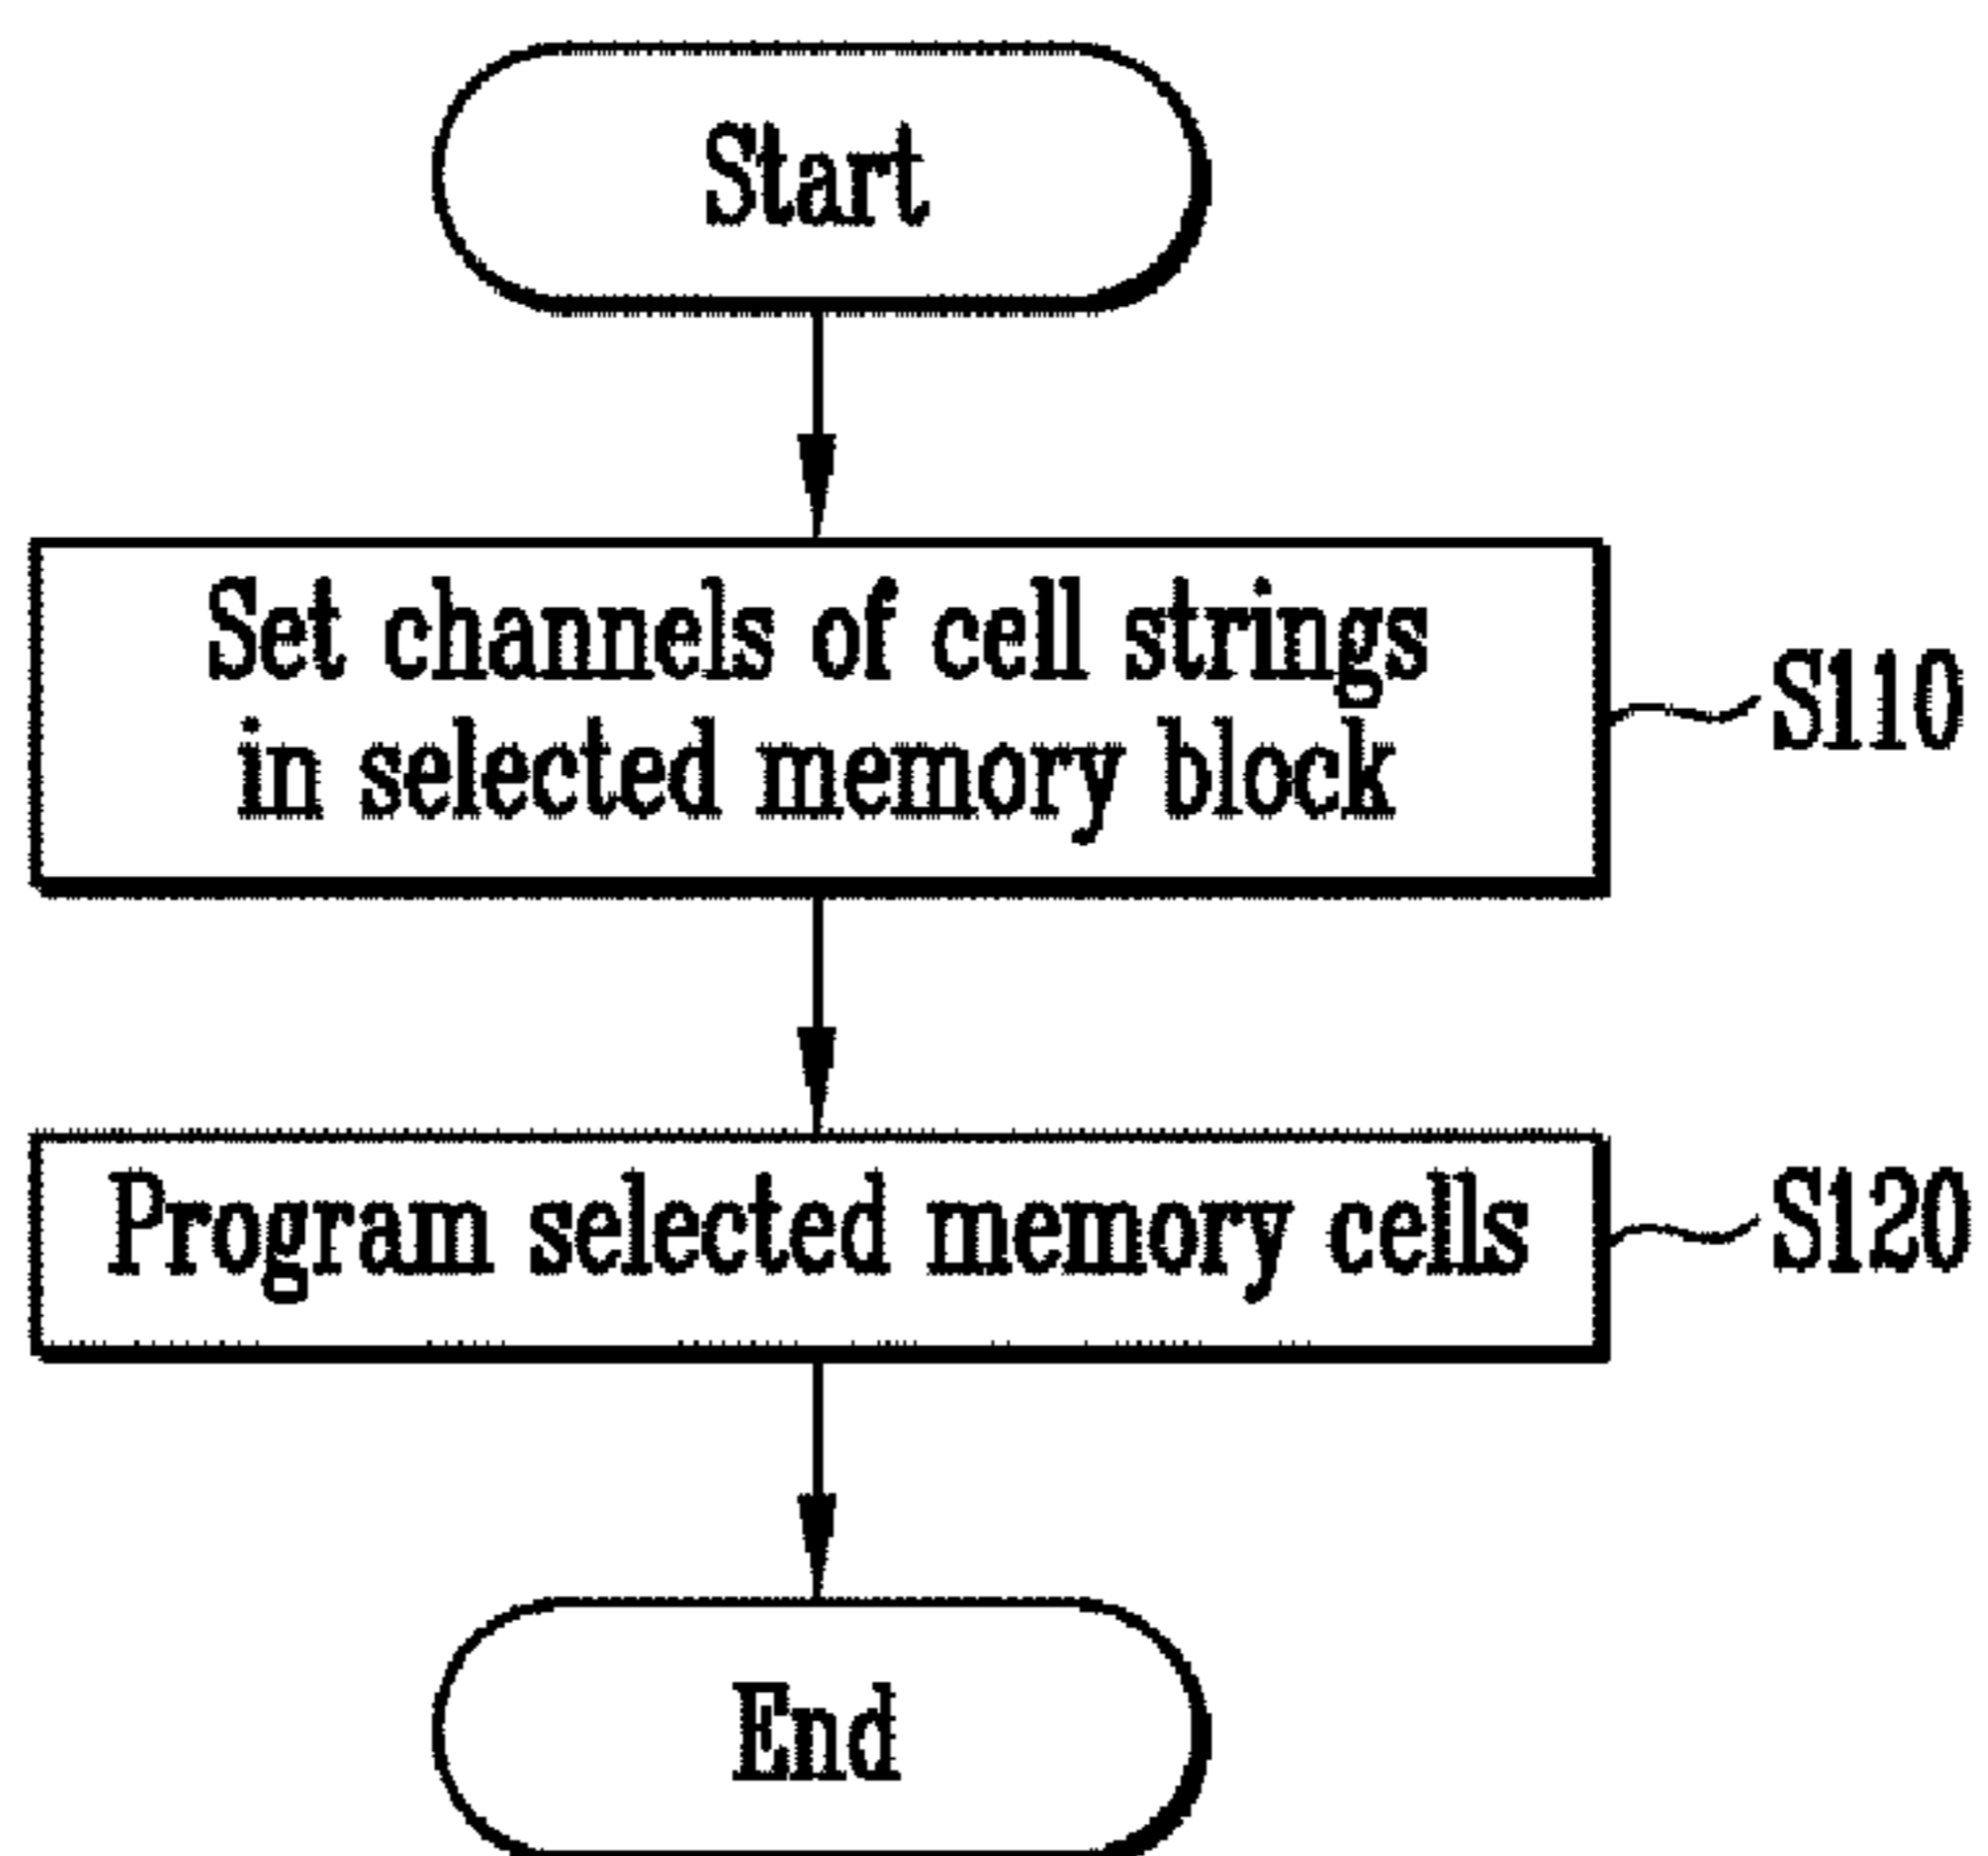 Start
Set channels of cell strings
in selected memory block
S110
Program selected memory cells
S120
End